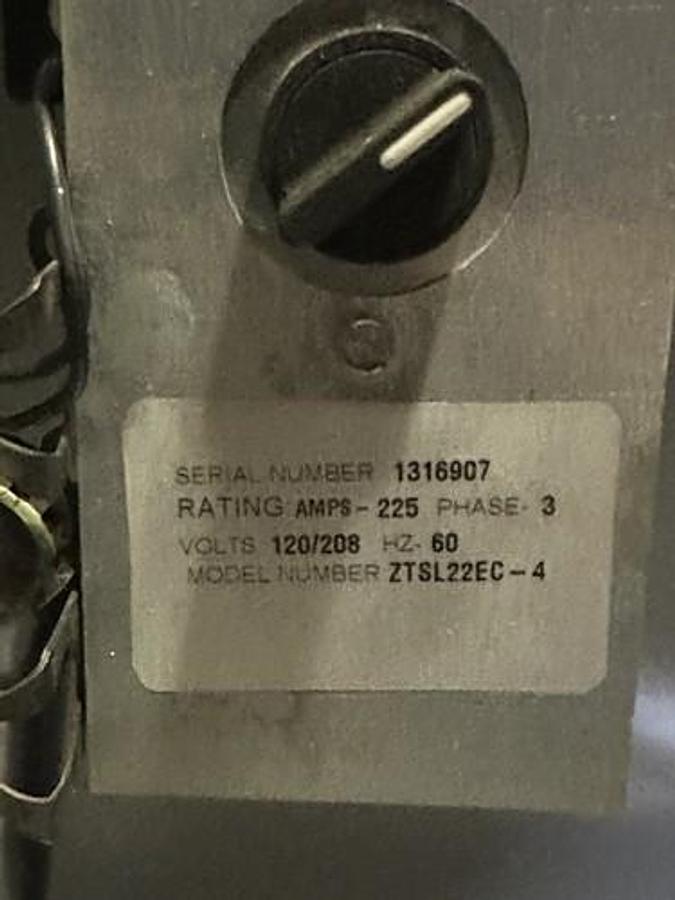 SERIAL NUMBER 1316907
RATING AMPS - 225 PHASE- 3
VOLTS 120/208 HZ- 60
MODEL NUMBER ZTSL22EC - 4